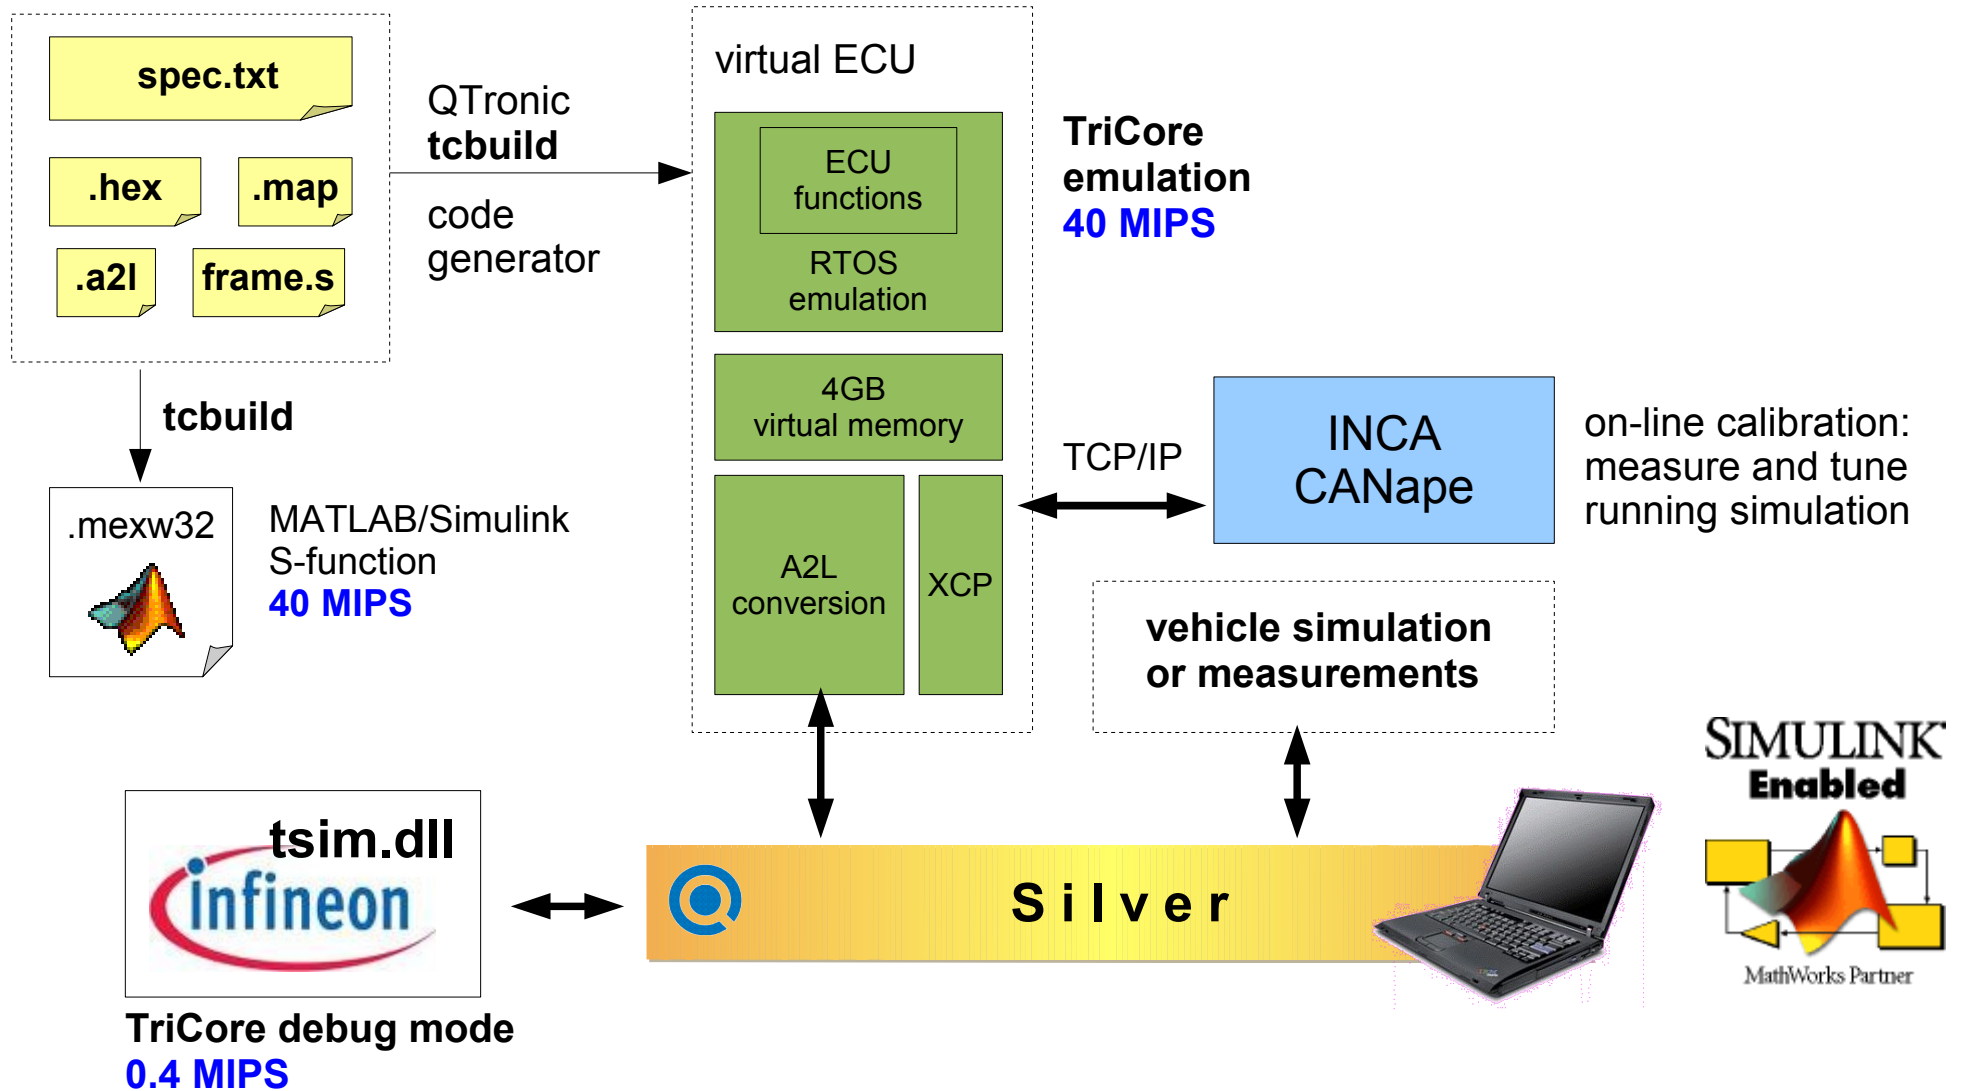 spec.txt
.hex
.map
.a2l
frame.s
QTronic
tcbuild
code
generator
tcbuild
.mexw32
MATLAB/Simulink
S-function
40 MIPS
virtual ECU
ECU
functions
RTOS
emulation
4GB
virtual memory
A2L
conversion
XCP
TriCore
emulation
40 MIPS
TCP/IP
INCA
CANape
on-line calibration:
measure and tune
running simulation
vehicle simulation
or measurements
tsim.dll
infineon
TriCore debug mode
0.4 MIPS
Silver
SIMULINK
Enabled
MathWorks Partner